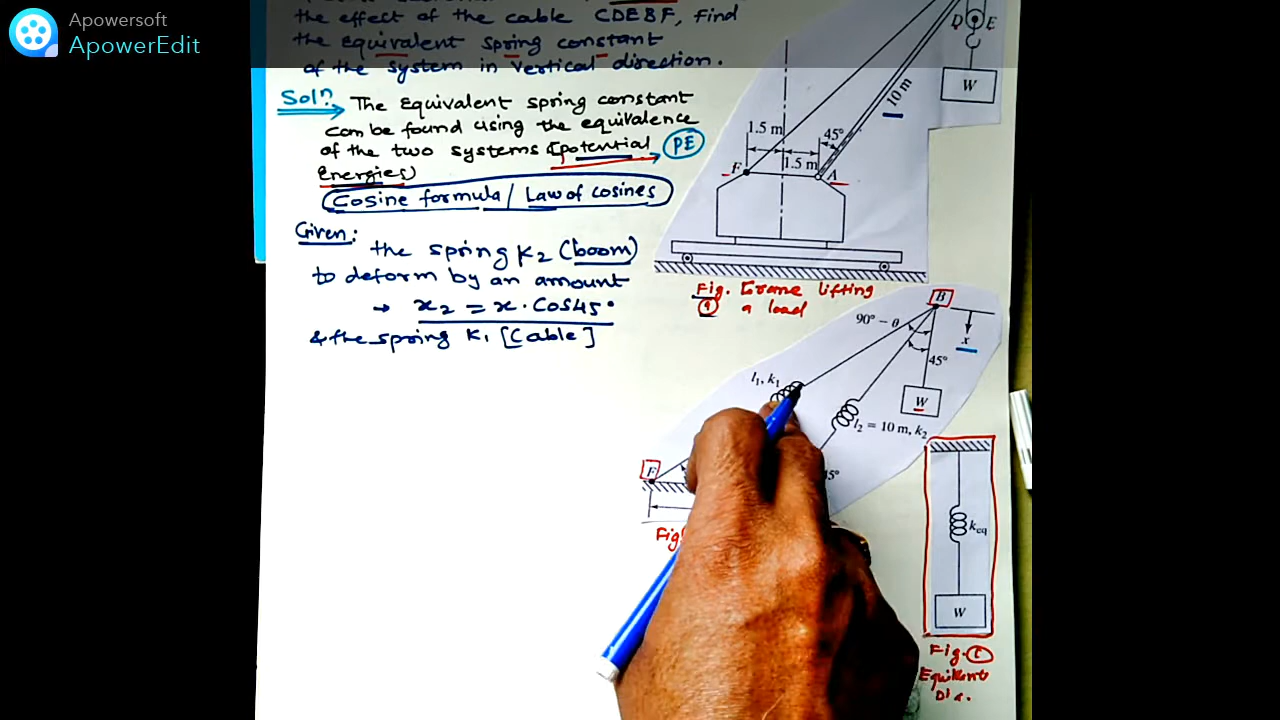 Apowersoft
ApowerEdit
the effect of the cable CDEBF, Find
the equivalent spring constant
of the system in vertical direction.
Sol?
The Equivalent spring constant
can be found using the equivalence
of the two systems [potential
Energies]
PE
Cosine formula / Law of cosines
Given:
the spring K2 (boom)
to deform by an amount
→ x2 = x · Cos45°
& the spring K1 [Cable]
D
E
W
10 m
1.5 m
45°
1.5 m
F
A
Fig. Crane lifting
a load
B
90° − θ
x
45°
l1, k1
W
l2 = 10 m, k2
F
45°
Fig
keq
W
Fig.